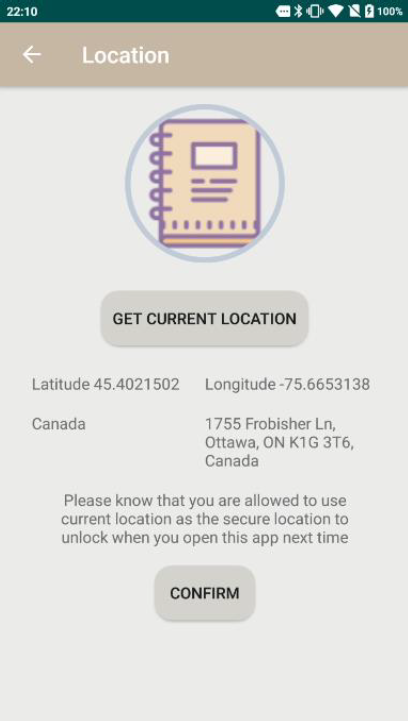 22:10 100%
Location
GET CURRENT LOCATION
Latitude 45.4021502 Longitude -75.6653138
Canada
1755 Frobisher Ln,
Ottawa, ON K1G 3T6,
Canada
Please know that you are allowed to use
current location as the secure location to
unlock when you open this app next time
CONFIRM